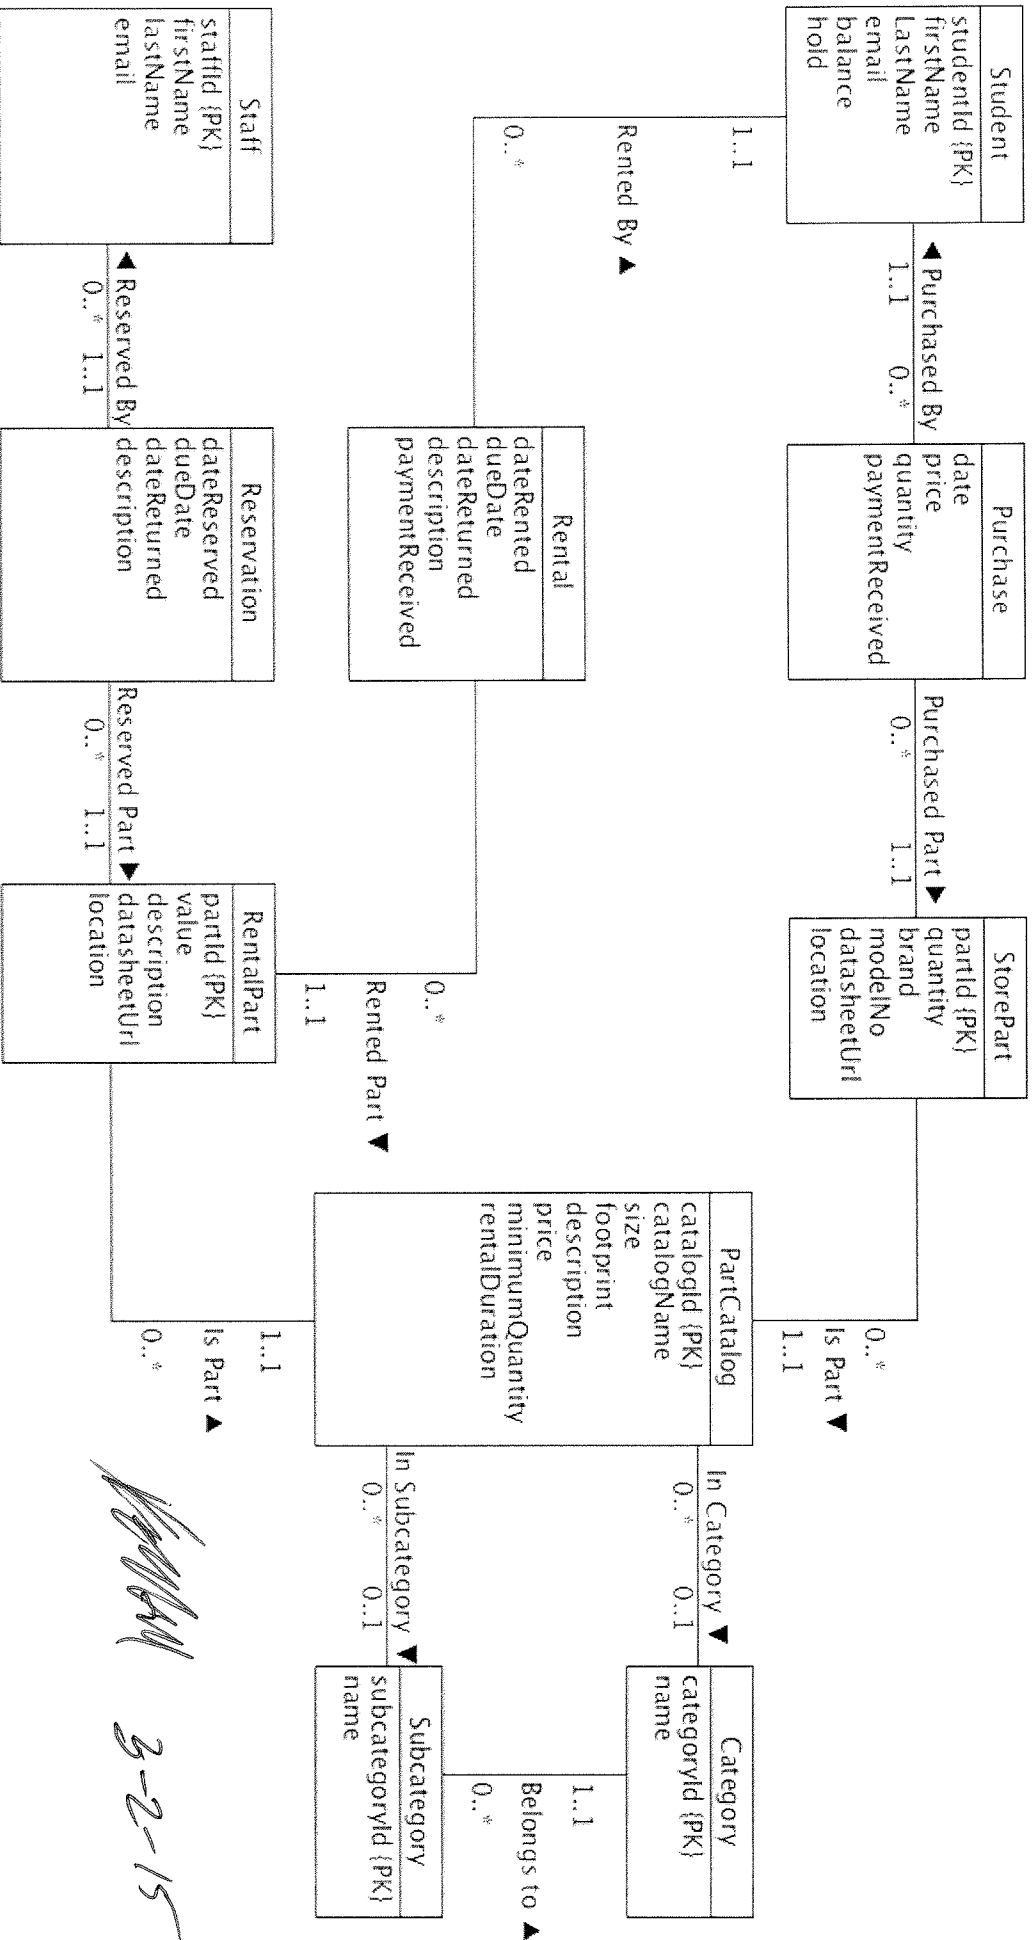 Student
studentId {PK}
firstName
LastName
email
balance
hold
◀ Purchased By
1..1 0..*
Purchase
date
price
quantity
paymentReceived
Purchased Part ▶
0..* 1..1
StorePart
partId {PK}
quantity
brand
modelNo
datasheetUrl
location
0..*
Is Part ▼
1..1
1..1
Rented By ▲
0..*
Rental
dateRented
dueDate
dateReturned
description
paymentReceived
0..*
Rented Part ▼
1..1
PartCatalog
catalogId {PK}
catalogName
size
footprint
description
price
minimumQuantity
rentalDuration
In Category ▶
0..* 0..1
Category
categoryId {PK}
name
1..1
Belongs to ▲
0..*
In Subcategory ▶
0..* 0..1
Subcategory
subcategoryId {PK}
name
Staff
staffId {PK}
firstName
lastName
email
◀ Reserved By
0..* 1..1
Reservation
dateReserved
dueDate
dateReturned
description
Reserved Part ▶
0..* 1..1
RentalPart
partId {PK}
value
description
datasheetUrl
location
1..1
Is Part ▲
0..*
3-2-15